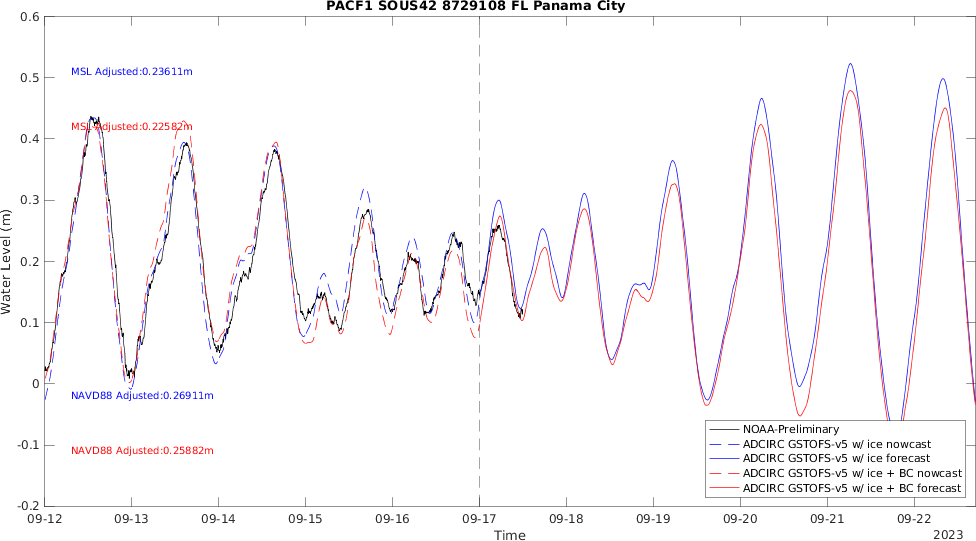 PACF1 SOUS42 8729108 FL Panama City
0.6
0.5
0.4
0.3
0.2
0.1
0
-0.1
-0.2
Water Level (m)
MSL Adjusted:0.23611m
MSL Adjusted:0.22582m
NAVD88 Adjusted:0.26911m
NAVD88 Adjusted:0.25882m
NOAA-Preliminary
ADCIRC GSTOFS-v5 w/ ice nowcast
ADCIRC GSTOFS-v5 w/ ice forecast
ADCIRC GSTOFS-v5 w/ ice + BC nowcast
ADCIRC GSTOFS-v5 w/ ice + BC forecast
09-12 09-13 09-14 09-15 09-16 09-17 09-18 09-19 09-20 09-21 09-22
Time
2023